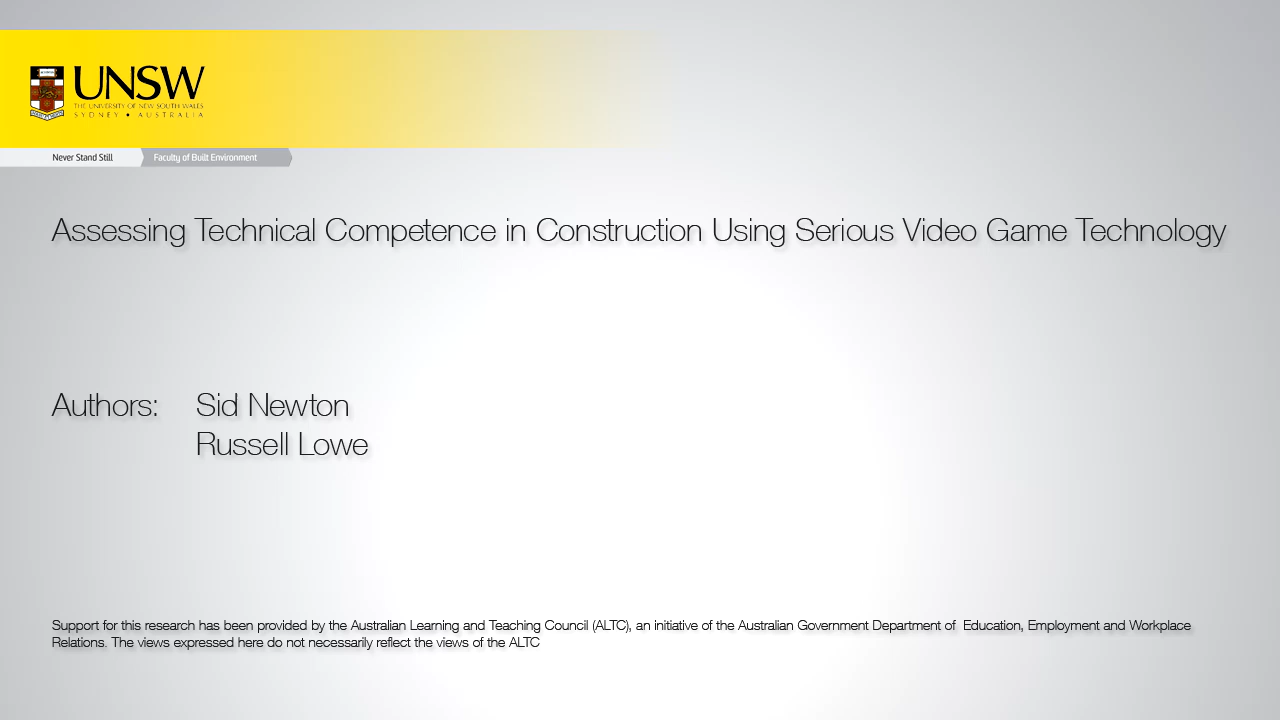 UNSW
THE UNIVERSITY OF NEW SOUTH WALES
SYDNEY • AUSTRALIA
Never Stand Still
Faculty of Built Environment
Assessing Technical Competence in Construction Using Serious Video Game Technology
Authors: Sid Newton
Russell Lowe
Support for this research has been provided by the Australian Learning and Teaching Council (ALTC), an initiative of the Australian Government Department of Education, Employment and Workplace
Relations. The views expressed here do not necessarily reflect the views of the ALTC